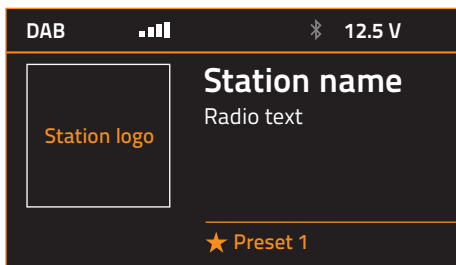 DAB 12.5 V
Station name
Radio text
Station logo
Preset 1